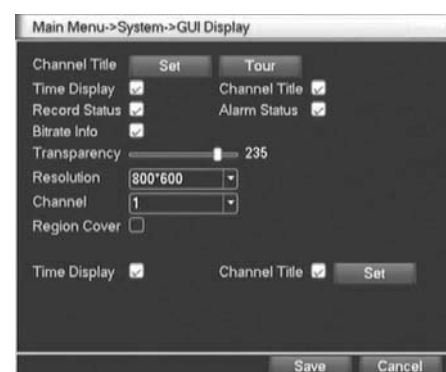 Main Menu->System->GUI Display
Channel Title Set Tour
Time Display Channel Title
Record Status Alarm Status
Bitrate Info
Transparency 235
Resolution 800*600
Channel 1
Region Cover
Time Display Channel Title Set
Save Cancel